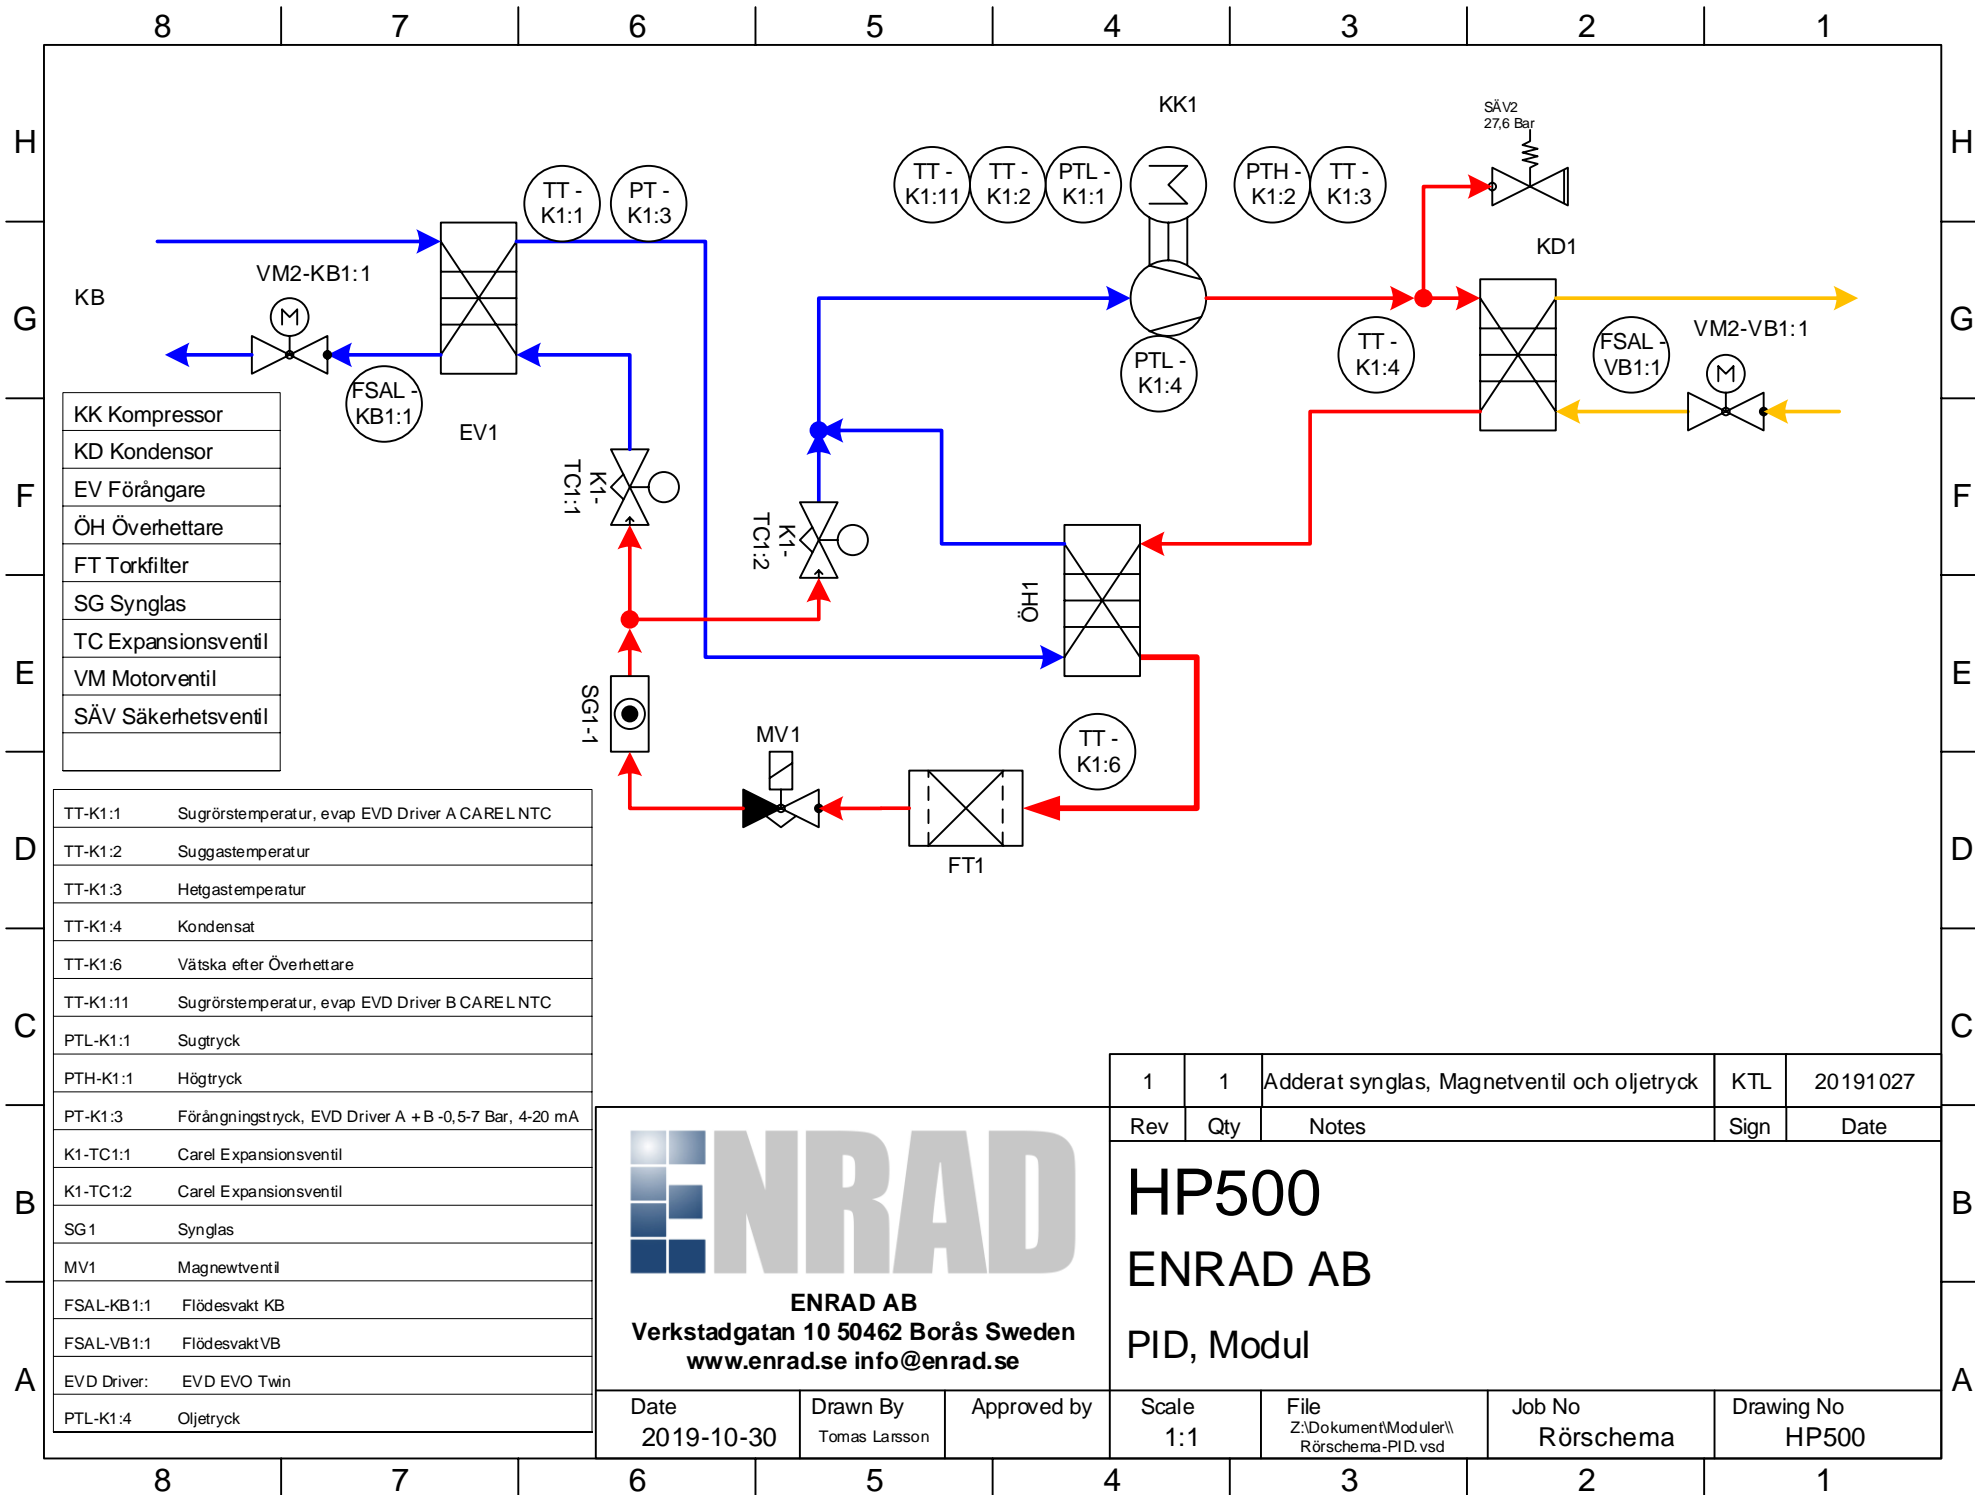 8 7 6 5 4 3 2 1
H
G
F
E
D
C
B
A
H
G
F
E
D
C
B
A
KK1
SÄV2
27,6 Bar
TT -
K1:1
PT -
K1:3
TT -
K1:11
TT -
K1:2
PTL -
K1:1
PTH -
K1:2
TT -
K1:3
KD1
KB
VM2-KB1:1
M
FSAL -
KB1:1
EV1
PTL -
K1:4
TT -
K1:4
FSAL -
VB1:1
VM2-VB1:1
M
K1-
TC1:1
K1-
TC1:2
ÖH1
SG1-1
MV1
TT -
K1:6
FT1
KK Kompressor
KD Kondensor
EV Förångare
ÖH Överhettare
FT Torkfilter
SG Synglas
TC Expansionsventil
VM Motorventil
SÄV Säkerhetsventil
TT-K1:1 Sugrörstemperatur, evap EVD Driver A CAREL NTC
TT-K1:2 Suggastemperatur
TT-K1:3 Hetgastemperatur
TT-K1:4 Kondensat
TT-K1:6 Vätska efter Överhettare
TT-K1:11 Sugrörstemperatur, evap EVD Driver B CAREL NTC
PTL-K1:1 Sugtryck
PTH-K1:1 Högtryck
PT-K1:3 Förångningstryck, EVD Driver A + B -0,5-7 Bar, 4-20 mA
K1-TC1:1 Carel Expansionsventil
K1-TC1:2 Carel Expansionsventil
SG1 Synglas
MV1 Magnewtventil
FSAL-KB1:1 Flödesvakt KB
FSAL-VB1:1 Flödesvakt VB
EVD Driver: EVD EVO Twin
PTL-K1:4 Oljetryck
ENRAD
ENRAD AB
Verkstadgatan 10 50462 Borås Sweden
www.enrad.se info@enrad.se
1 1 Adderat synglas, Magnetventil och oljetryck KTL 20191027
Rev Qty Notes Sign Date
HP500
ENRAD AB
PID, Modul
Date
2019-10-30
Drawn By
Tomas Larsson
Approved by
Scale
1:1
File
Z:\Dokument\Moduler\\
Rörschema-PID.vsd
Job No
Rörschema
Drawing No
HP500
8 7 6 5 4 3 2 1